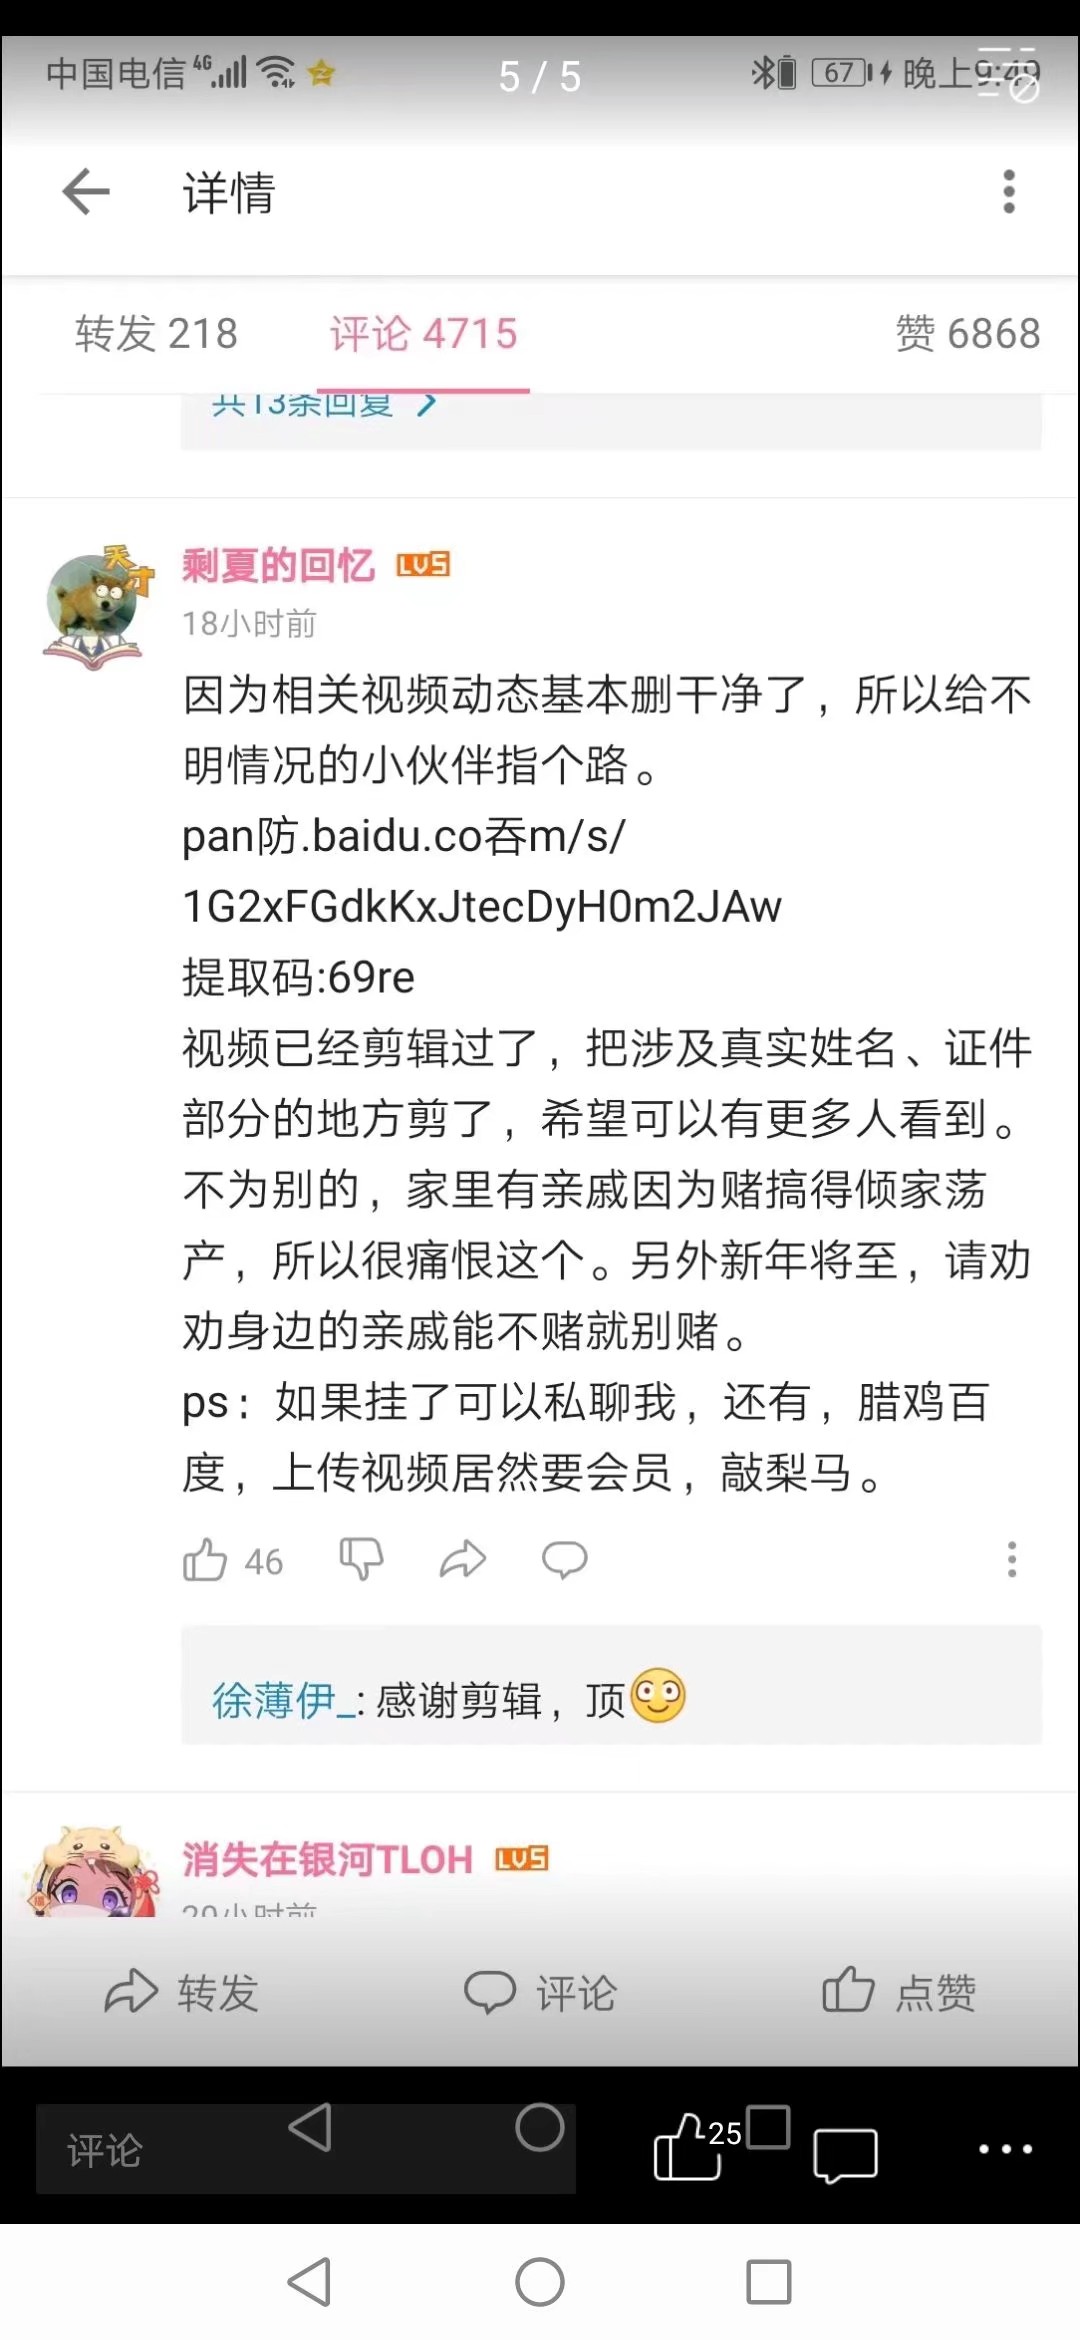 中国电信 4G 5 / 5 67 晚上9:49
详情
转发 218 评论 4715 赞 6868
共13条回复
天才
剩夏的回忆 LV5
18小时前
因为相关视频动态基本删干净了，所以给不
明情况的小伙伴指个路。
pan防.baidu.co吞m/s/
1G2xFGdkKxJtecDyH0m2JAw
提取码:69re
视频已经剪辑过了，把涉及真实姓名、证件
部分的地方剪了，希望可以有更多人看到。
不为别的，家里有亲戚因为赌搞得倾家荡
产，所以很痛恨这个。另外新年将至，请劝
劝身边的亲戚能不赌就别赌。
ps：如果挂了可以私聊我，还有，腊鸡百
度，上传视频居然要会员，敲梨马。
46
徐薄伊_: 感谢剪辑，顶
消失在银河TLOH LV5
20小时前
转发 评论 点赞
评论 25